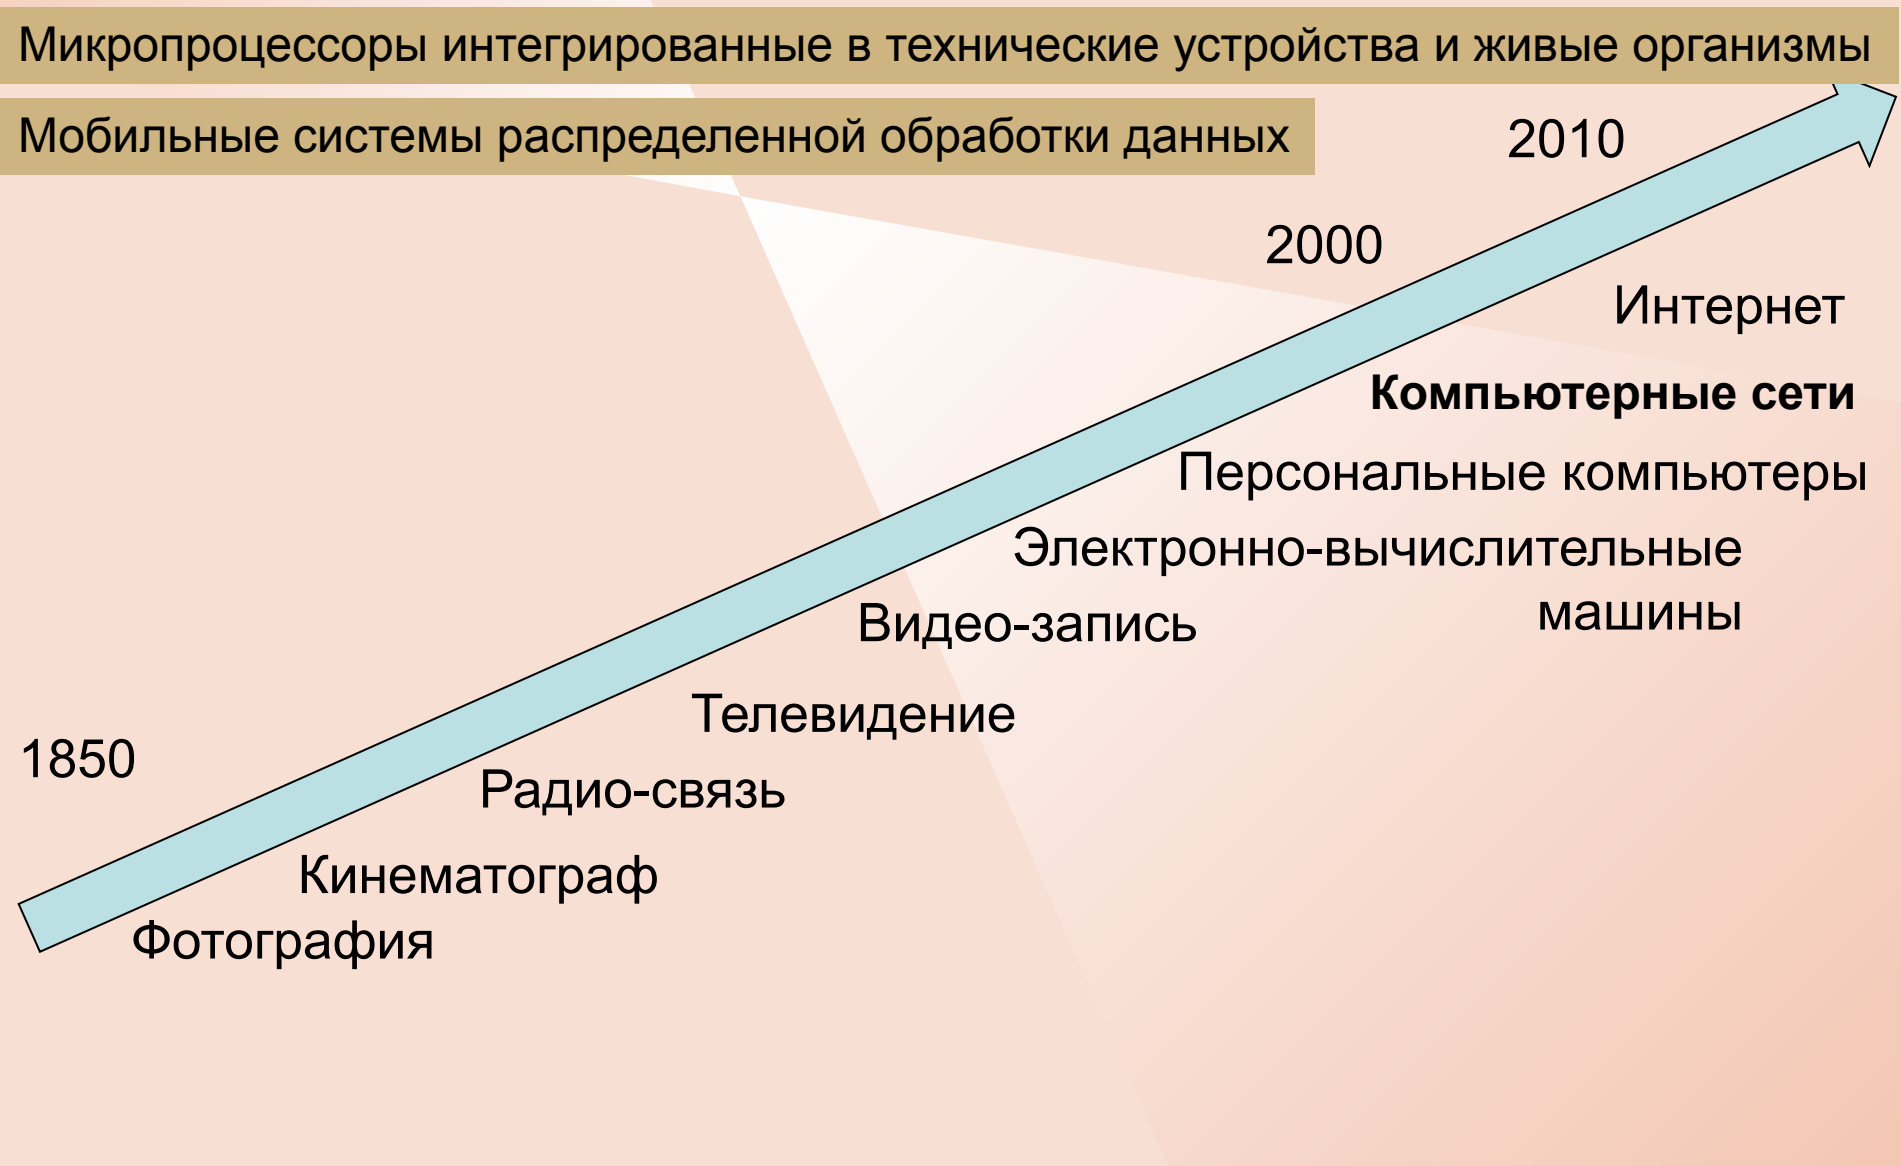 Микропроцессоры интегрированные в технические устройства и живые организмы
Мобильные системы распределенной обработки данных
2010
2000
Интернет
Компьютерные сети
Персональные компьютеры
Электронно-вычислительные
машины
Видео-запись
Телевидение
1850
Радио-связь
Кинематограф
Фотография